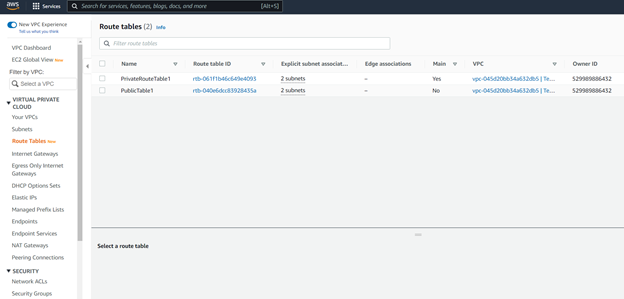 aws
Services
Search for services, features, blogs, docs, and more
[Alt+S]
New VPC Experience
Tell us what you think
VPC Dashboard
EC2 Global View New
Filter by VPC:
Select a VPC
VIRTUAL PRIVATE
CLOUD
Your VPCs
Subnets
Route Tables New
Internet Gateways
Egress Only Internet
Gateways
DHCP Options Sets
Elastic IPs
Managed Prefix Lists
Endpoints
Endpoint Services
NAT Gateways
Peering Connections
SECURITY
Network ACLs
Security Groups
Route tables (2) Info
Filter route tables
Name Route table ID Explicit subnet associat... Edge associations Main VPC Owner ID
PrivateRouteTable1 rtb-061f1b46c649e4093 2 subnets – Yes vpc-045d20bb34a632db5 | Te... 529989886432
PublicTable1 rtb-040e6dcc83928435a 2 subnets – No vpc-045d20bb34a632db5 | Te... 529989886432
Select a route table